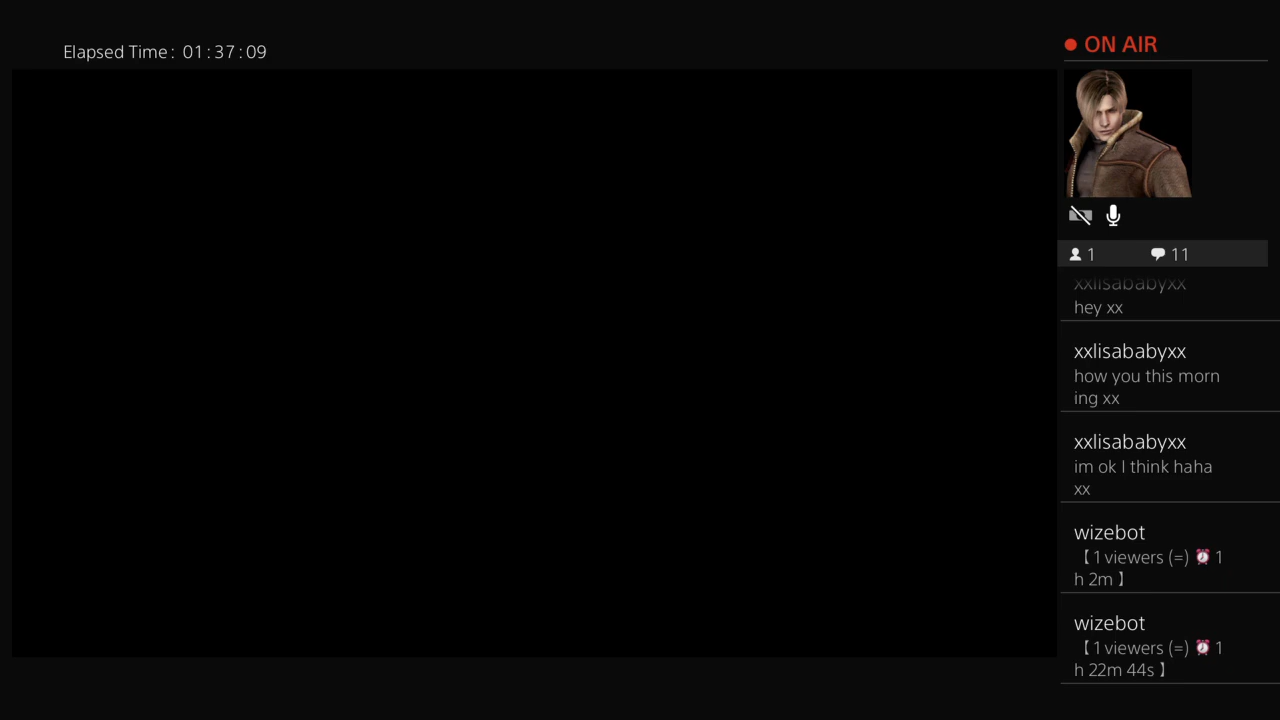 Elapsed Time: 01:37:09
ON AIR
1
11
xxlisababyxx
hey xx
xxlisababyxx
how you this morn
ing xx
xxlisababyxx
im ok I think haha
xx
wizebot
【1 viewers (=) ⏰ 1
h 2m 】
wizebot
【1 viewers (=) ⏰ 1
h 22m 44s 】